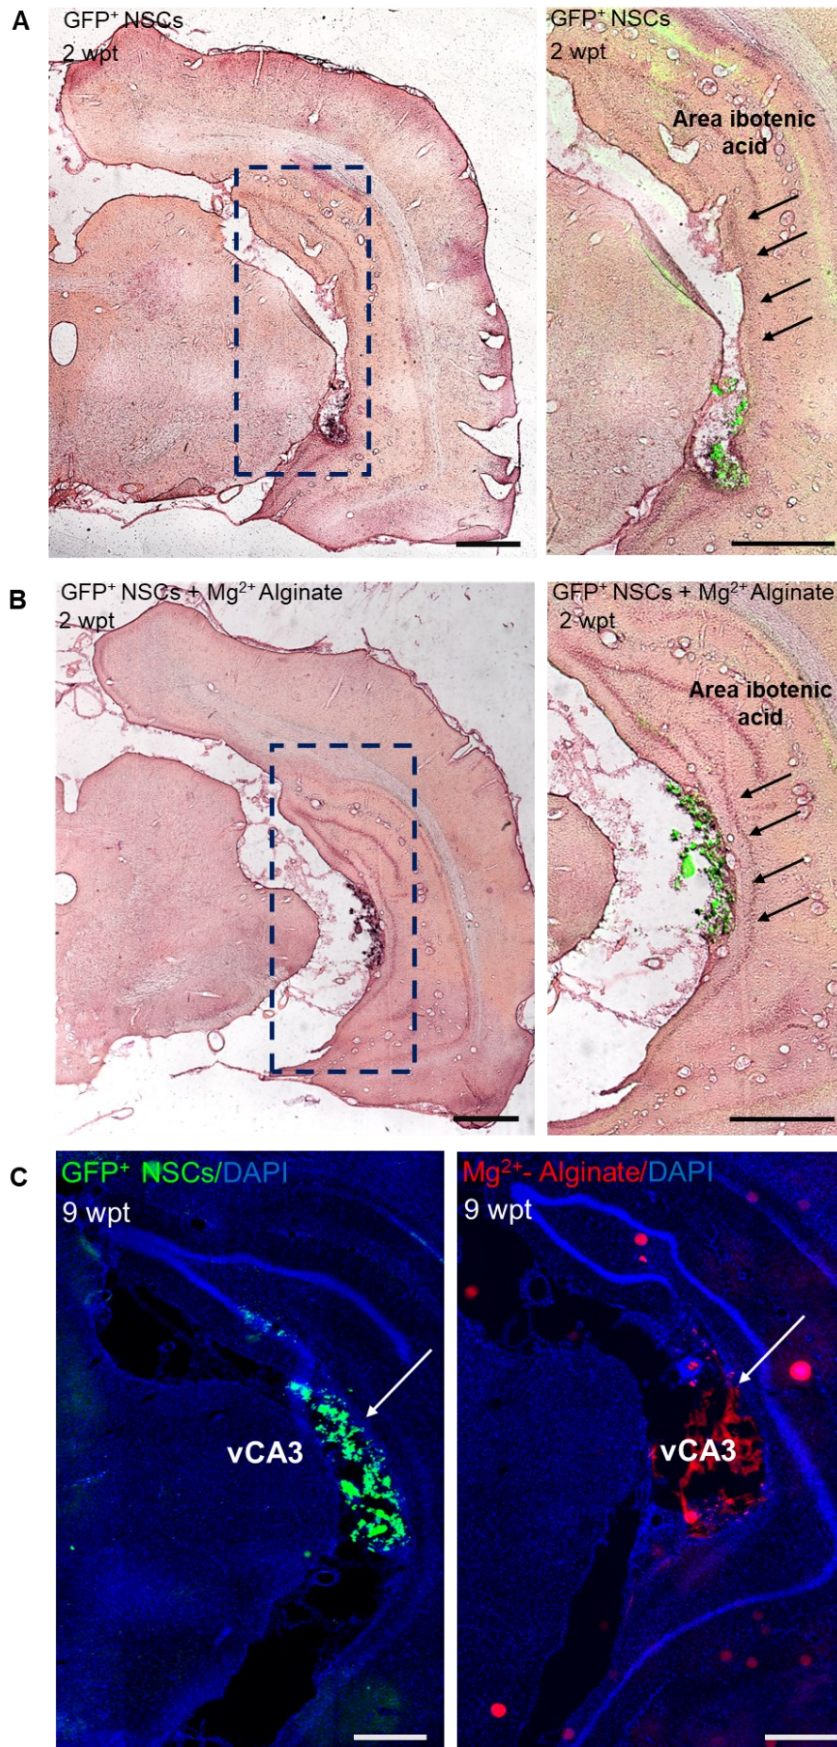 A
GFP⁺ NSCs
2 wpt
GFP⁺ NSCs
2 wpt
Area ibotenic
acid
B
GFP⁺ NSCs + Mg²⁺ Alginate
2 wpt
GFP⁺ NSCs + Mg²⁺ Alginate
2 wpt
Area ibotenic
acid
C
GFP⁺ NSCs/DAPI
9 wpt
vCA3
Mg²⁺- Alginate/DAPI
9 wpt
vCA3